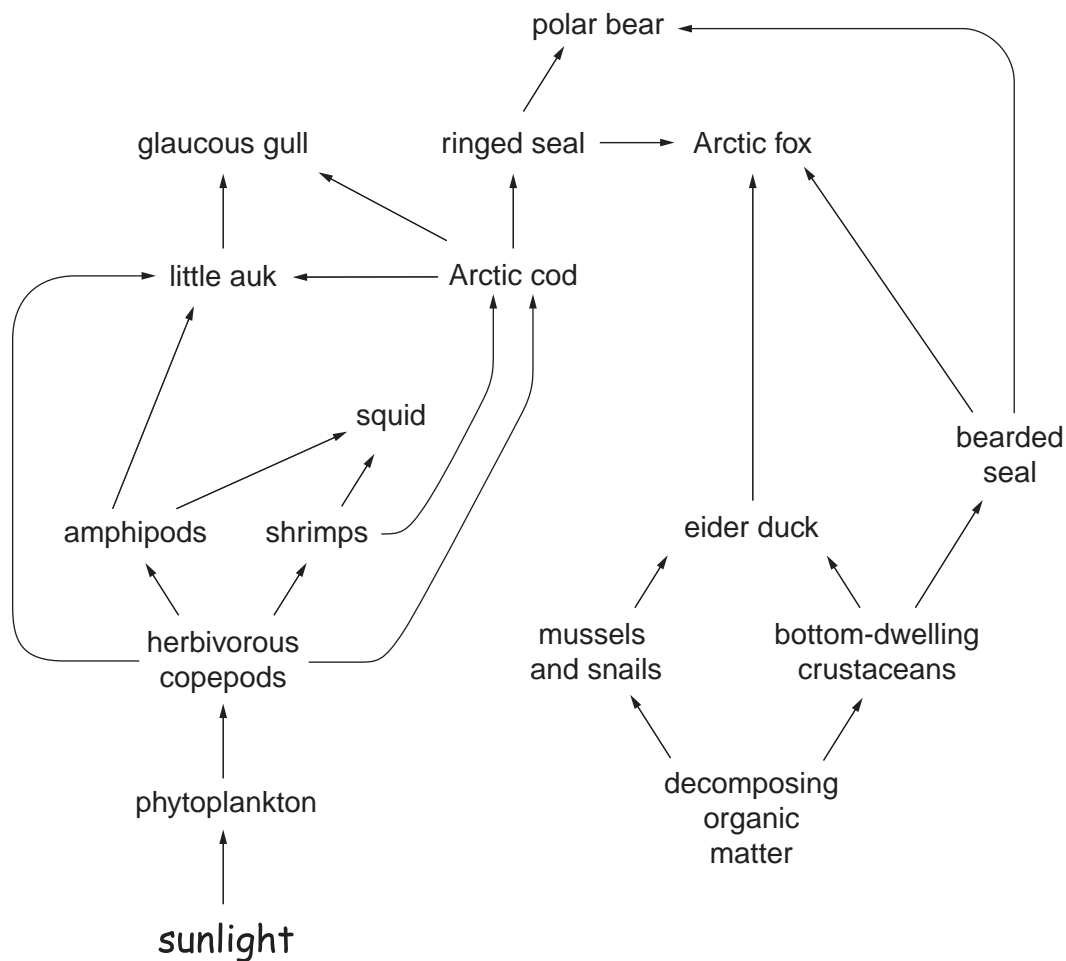 polar bear
glaucous gull
ringed seal
Arctic fox
little auk
Arctic cod
squid
bearded
seal
amphipods
shrimps
eider duck
herbivorous
copepods
mussels
and snails
bottom-dwelling
crustaceans
phytoplankton
decomposing
organic
matter
sunlight